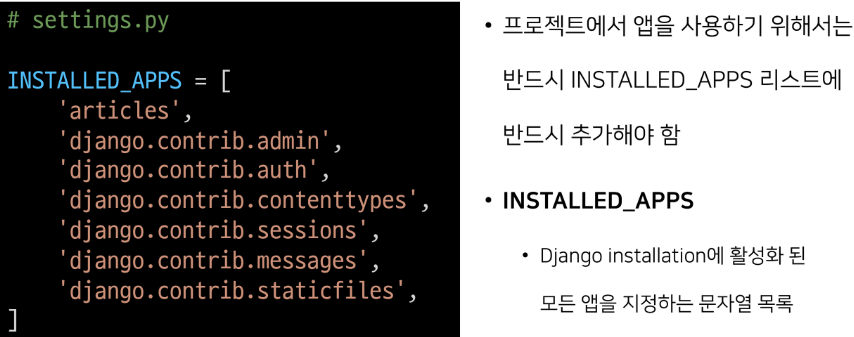 # settings.py
INSTALLED_APPS = [
    'articles',
    'django.contrib.admin',
    'django.contrib.auth',
    'django.contrib.contenttypes',
    'django.contrib.sessions',
    'django.contrib.messages',
    'django.contrib.staticfiles',
]
• 프로젝트에서 앱을 사용하기 위해서는
반드시 INSTALLED_APPS 리스트에
반드시 추가해야 함
• INSTALLED_APPS
• Django installation에 활성화 된
모든 앱을 지정하는 문자열 목록